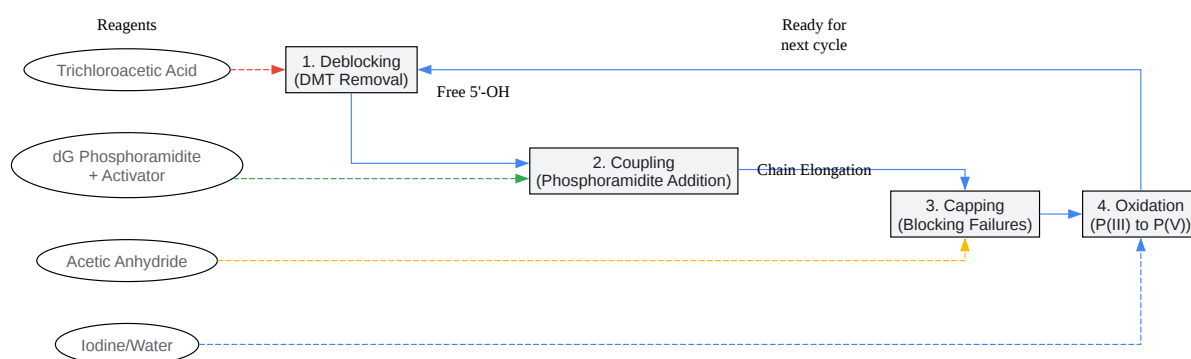 Reagents
Ready for
next cycle
Trichloroacetic Acid
1. Deblocking
(DMT Removal)
Free 5'-OH
dG Phosphoramidite
+ Activator
2. Coupling
(Phosphoramidite Addition)
Chain Elongation
3. Capping
(Blocking Failures)
4. Oxidation
(P(III) to P(V))
Acetic Anhydride
Iodine/Water